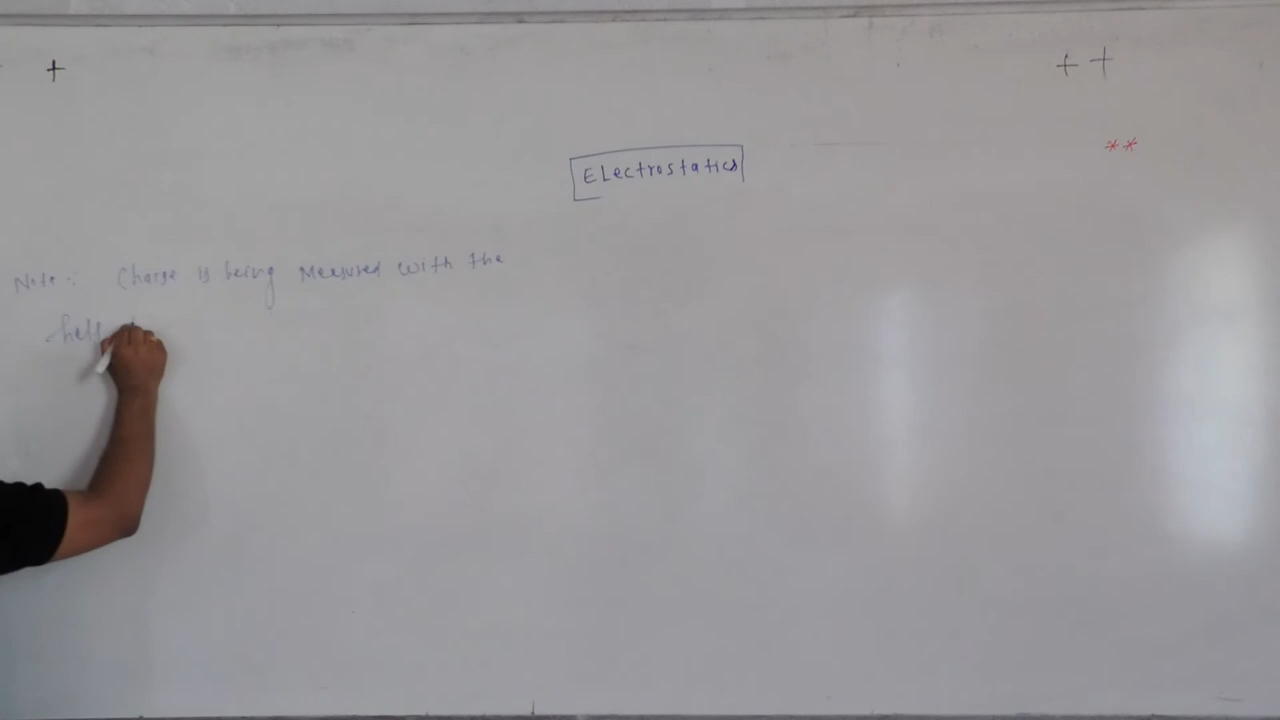 + ++
**
Electrostatics
Note :- Charge is being Measured with the